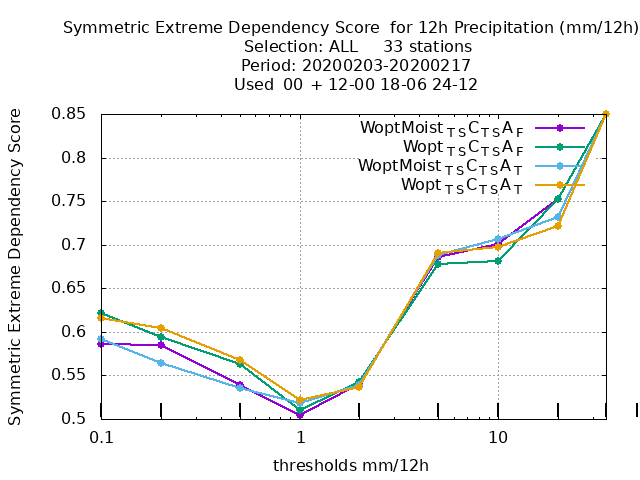 Symmetric Extreme Dependency Score  for 12h Precipitation (mm/12h)
Selection: ALL     33 stations
Period: 20200203-20200217
Used  00  + 12-00 18-06 24-12
Symmetric Extreme Dependency Score
0.85
0.8
0.75
0.7
0.65
0.6
0.55
0.5
WoptMoist TS C TS A F
Wopt TS C TS A F
WoptMoist TS C TS A T
Wopt TS C TS A T
0.1 1 10
thresholds mm/12h